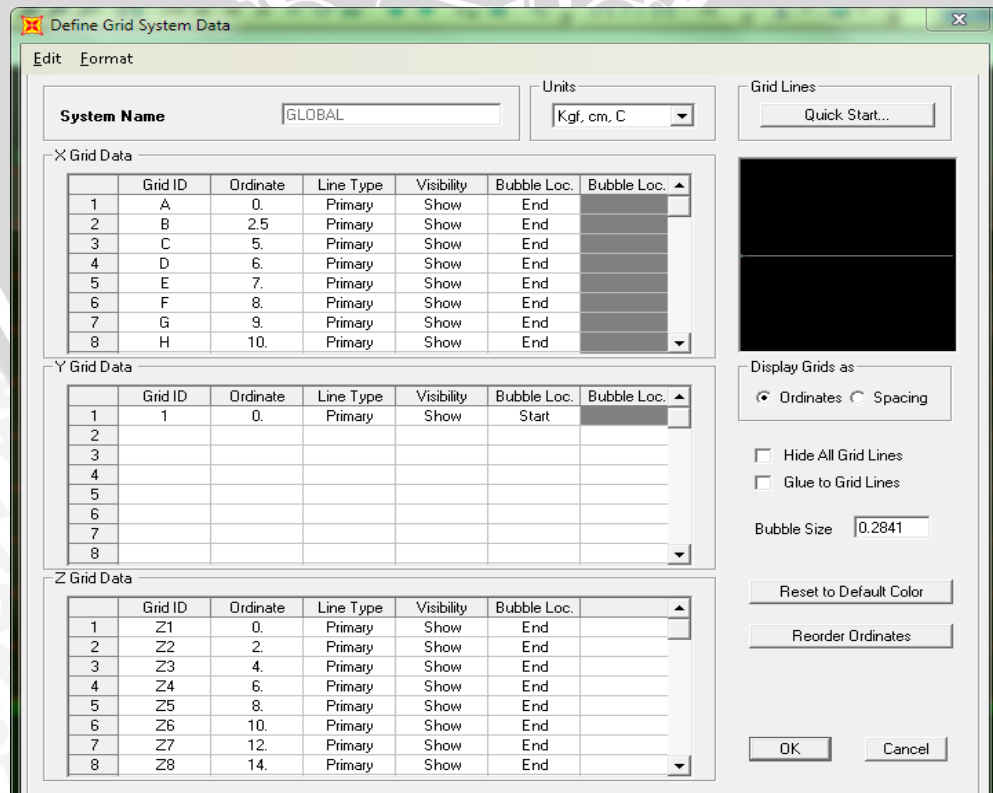 Define Grid System Data
Edit Format
System Name GLOBAL
Units
Kgf, cm, C
Grid Lines
Quick Start...
X Grid Data
Grid ID Ordinate Line Type Visibility Bubble Loc. Bubble Loc.
1 A 0. Primary Show End
2 B 2.5 Primary Show End
3 C 5. Primary Show End
4 D 6. Primary Show End
5 E 7. Primary Show End
6 F 8. Primary Show End
7 G 9. Primary Show End
8 H 10. Primary Show End
Y Grid Data
Grid ID Ordinate Line Type Visibility Bubble Loc. Bubble Loc.
1 1 0. Primary Show Start
2
3
4
5
6
7
8
Display Grids as
Ordinates Spacing
Hide All Grid Lines
Glue to Grid Lines
Bubble Size 0.2841
Z Grid Data
Grid ID Ordinate Line Type Visibility Bubble Loc.
1 Z1 0. Primary Show End
2 Z2 2. Primary Show End
3 Z3 4. Primary Show End
4 Z4 6. Primary Show End
5 Z5 8. Primary Show End
6 Z6 10. Primary Show End
7 Z7 12. Primary Show End
8 Z8 14. Primary Show End
Reset to Default Color
Reorder Ordinates
OK Cancel